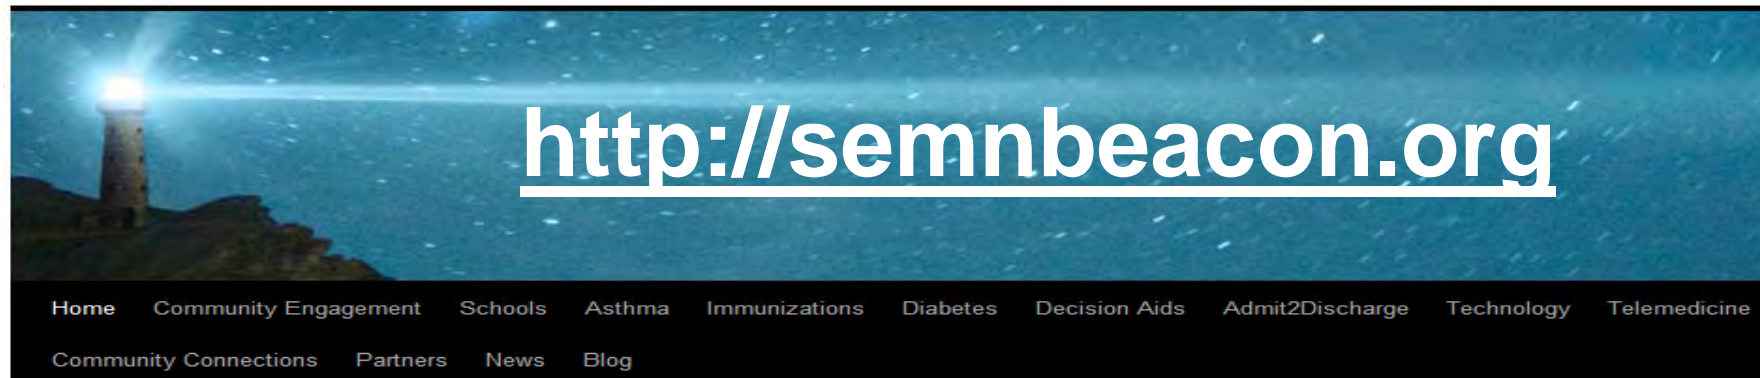 http://semnbeacon.org
Home Community Engagement Schools Asthma Immunizations Diabetes Decision Aids Admit2Discharge Technology Telemedicine
Community Connections Partners News Blog